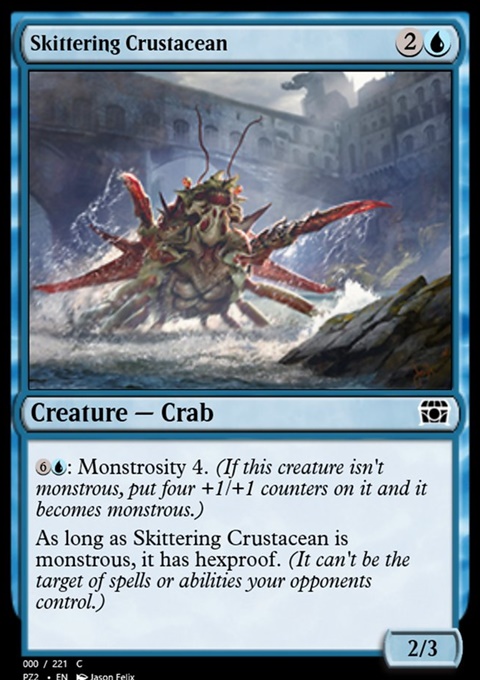 Skittering Crustacean 2
Creature — Crab
6: Monstrosity 4. (If this creature isn't
monstrous, put four +1/+1 counters on it and it
becomes monstrous.)
As long as Skittering Crustacean is
monstrous, it has hexproof. (It can't be the
target of spells or abilities your opponents
control.)
2/3
000 / 221 C
PZ2 • EN Jason Felix